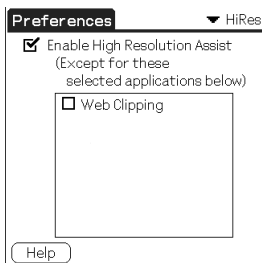 Preferences HiRes
Enable High Resolution Assist
(Except for these
selected applications below)
Web Clipping
Help